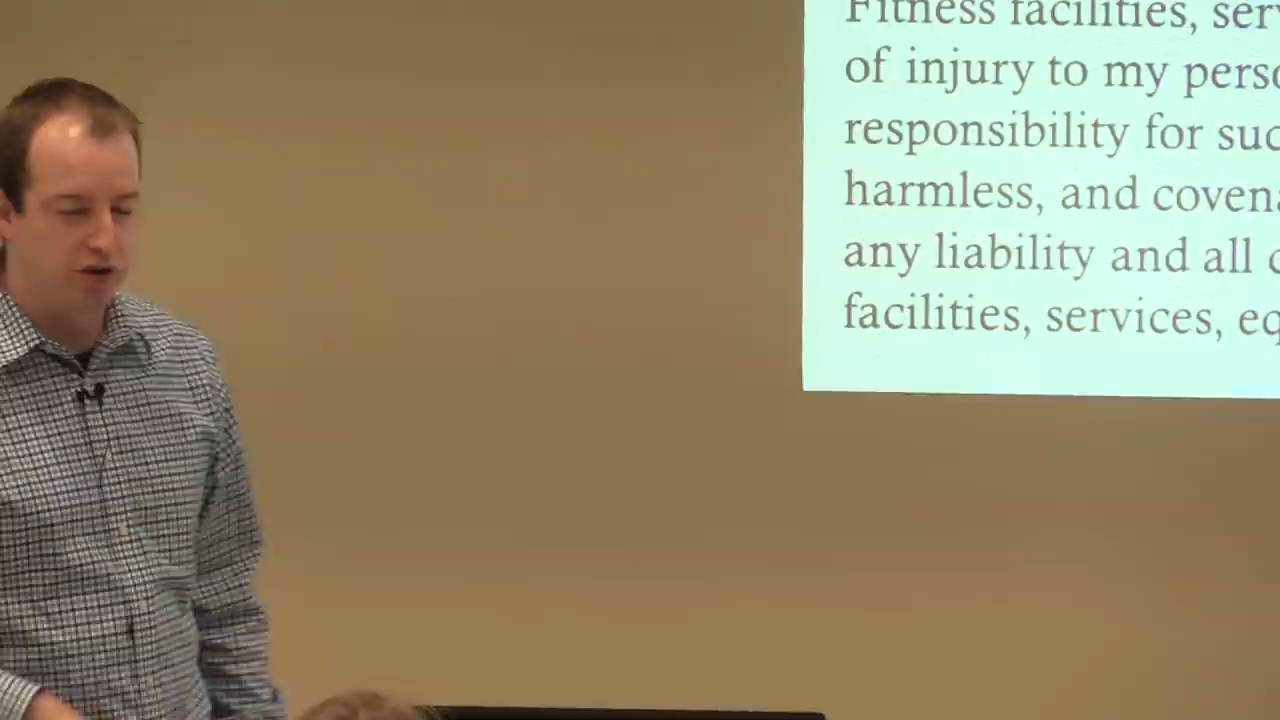 Fitness facilities, ser
of injury to my pers
responsibility for suc
harmless, and coven
any liability and all
facilities, services, eq